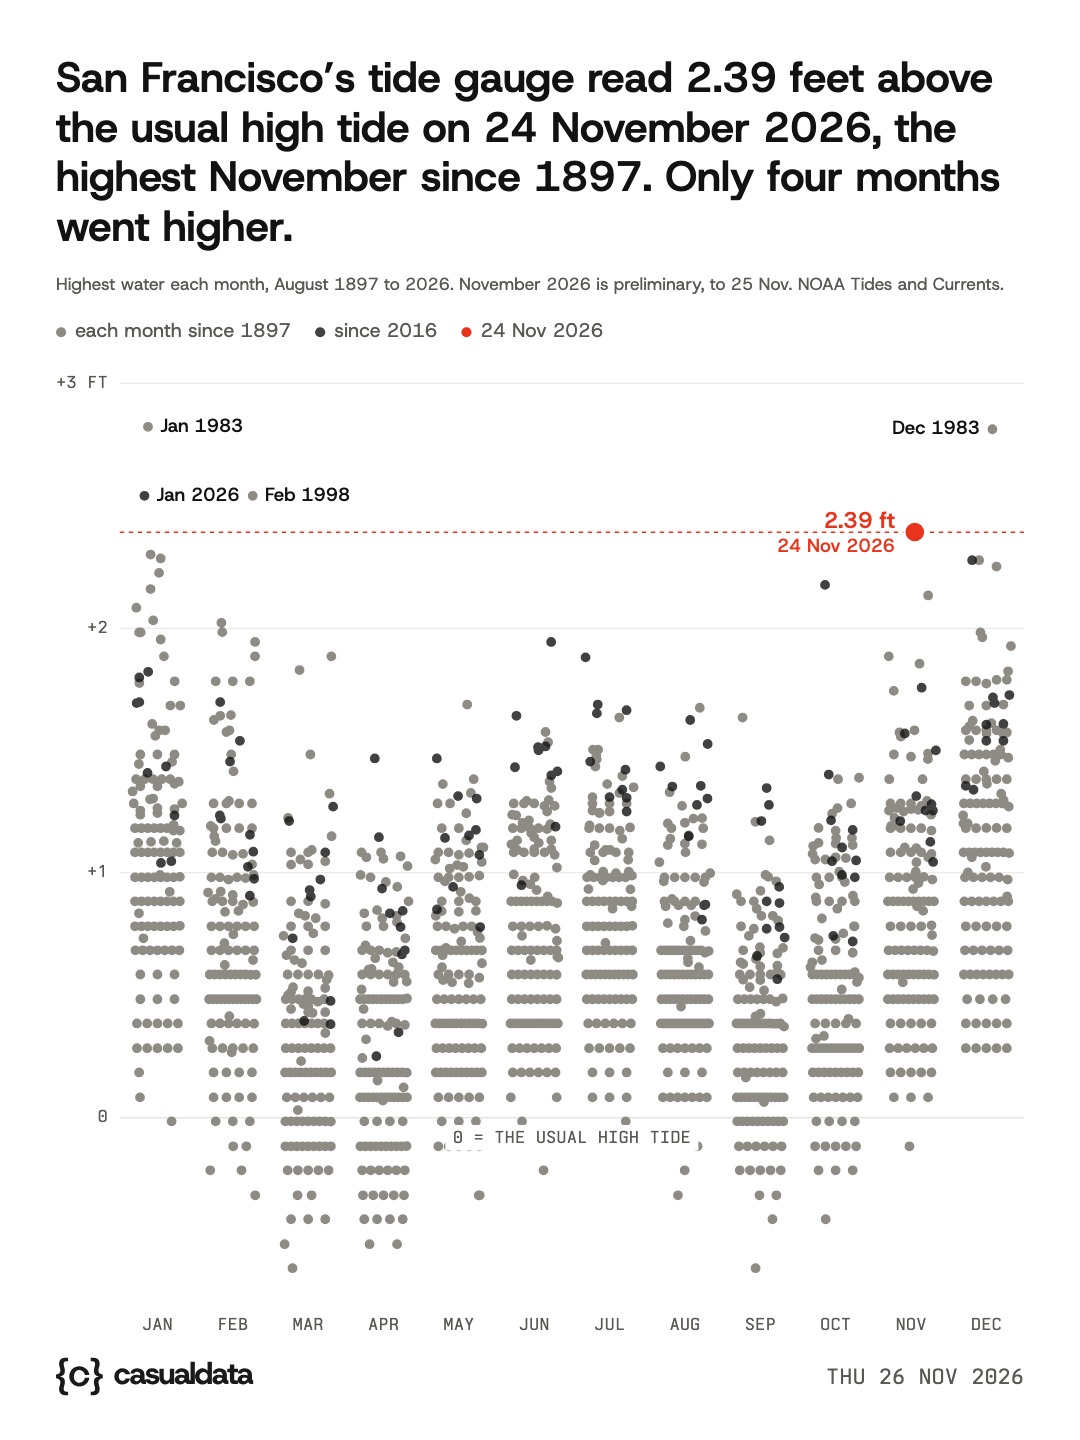 San Francisco’s tide gauge read 2.39 feet above
the usual high tide on 24 November 2026, the
highest November since 1897. Only four months
went higher.
Highest water each month, August 1897 to 2026. November 2026 is preliminary, to 25 Nov. NOAA Tides and Currents.
each month since 1897 since 2016 24 Nov 2026
+3 FT
Jan 1983 Dec 1983
Jan 2026 Feb 1998
2.39 ft
24 Nov 2026
+2
+1
0
0 = THE USUAL HIGH TIDE
JAN FEB MAR APR MAY JUN JUL AUG SEP OCT NOV DEC
{c} casualdata THU 26 NOV 2026